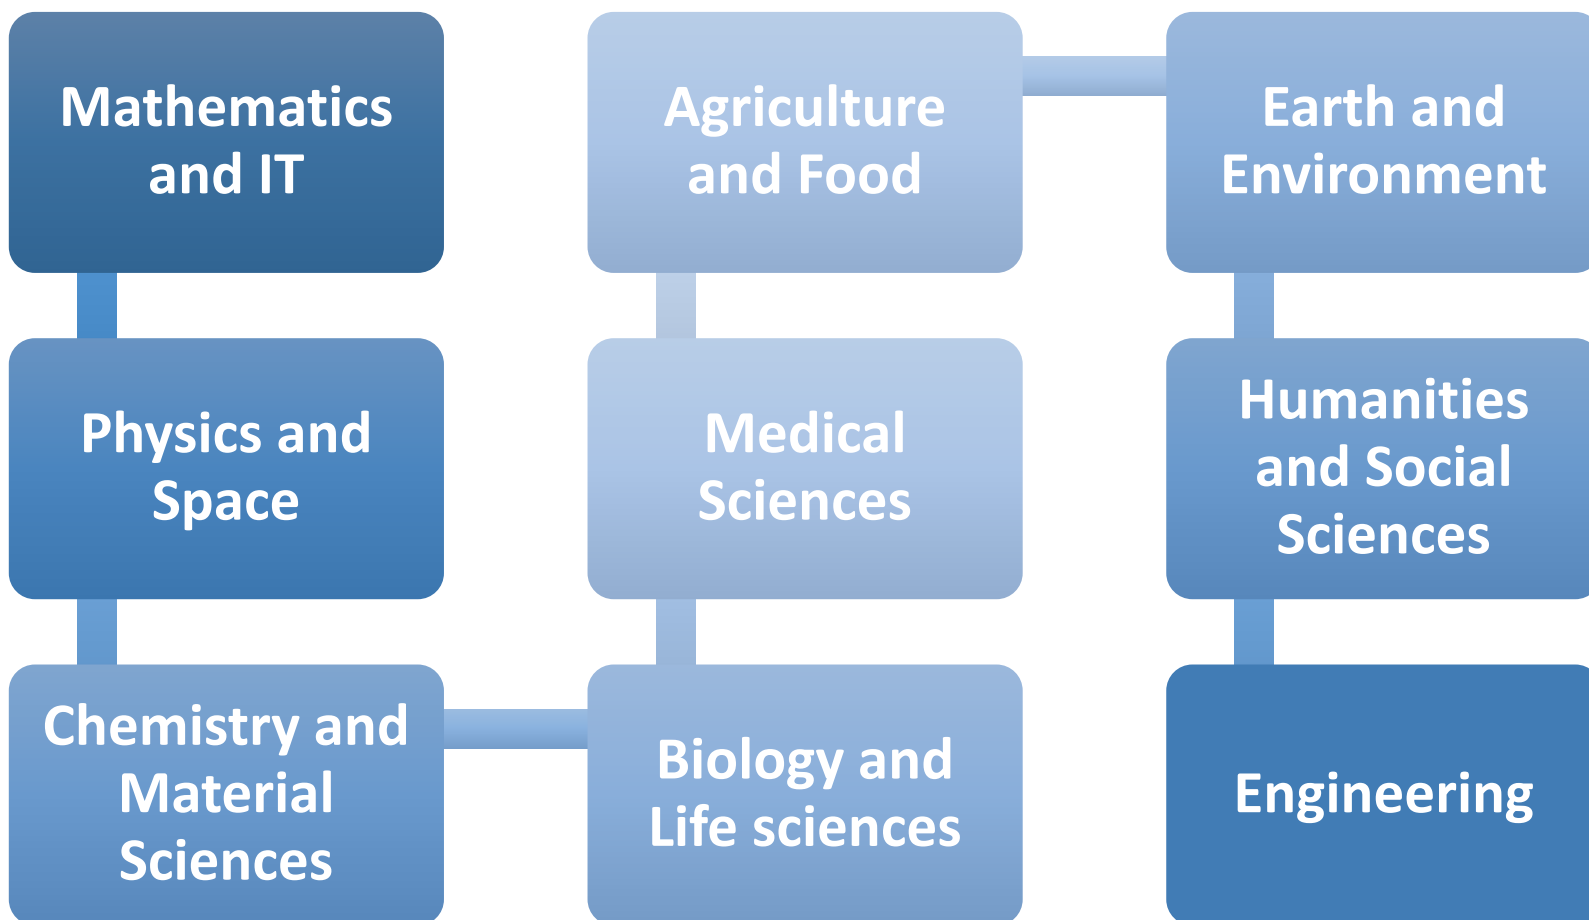 Mathematics
and IT
Physics and
Space
Chemistry and
Material
Sciences
Biology and
Life sciences
Medical
Sciences
Agriculture
and Food
Earth and
Environment
Humanities
and Social
Sciences
Engineering